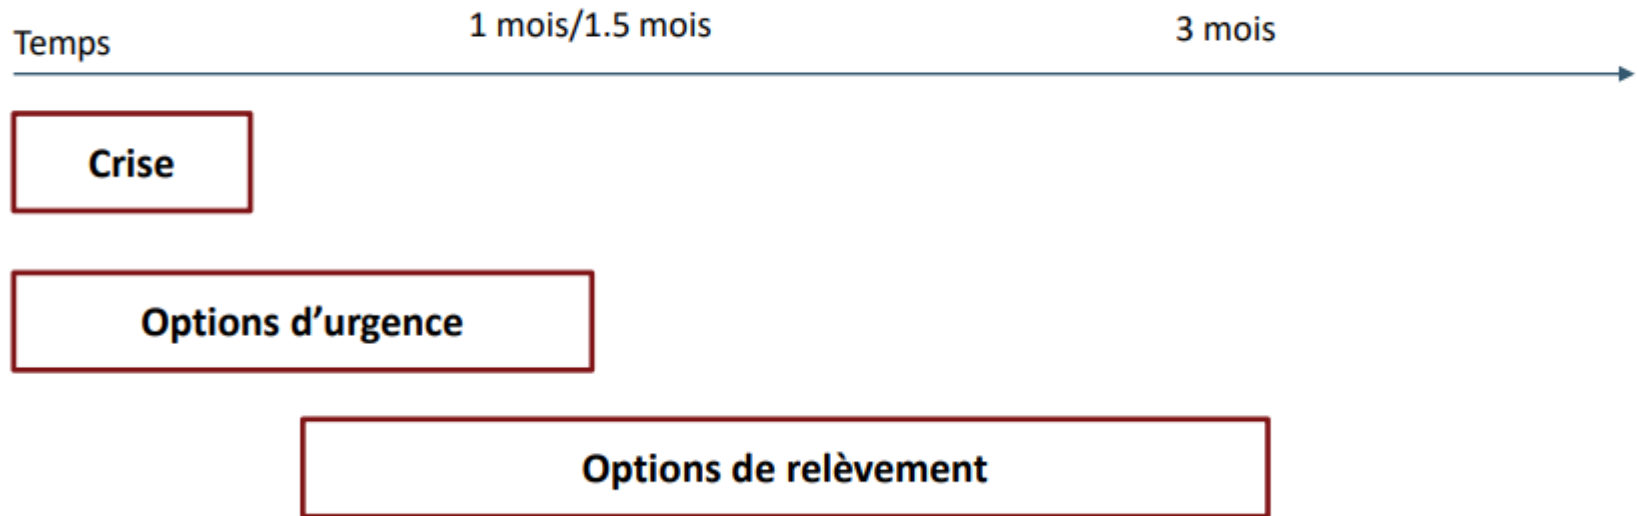 Temps
1 mois/1.5 mois
3 mois
Crise
Options d’urgence
Options de relèvement